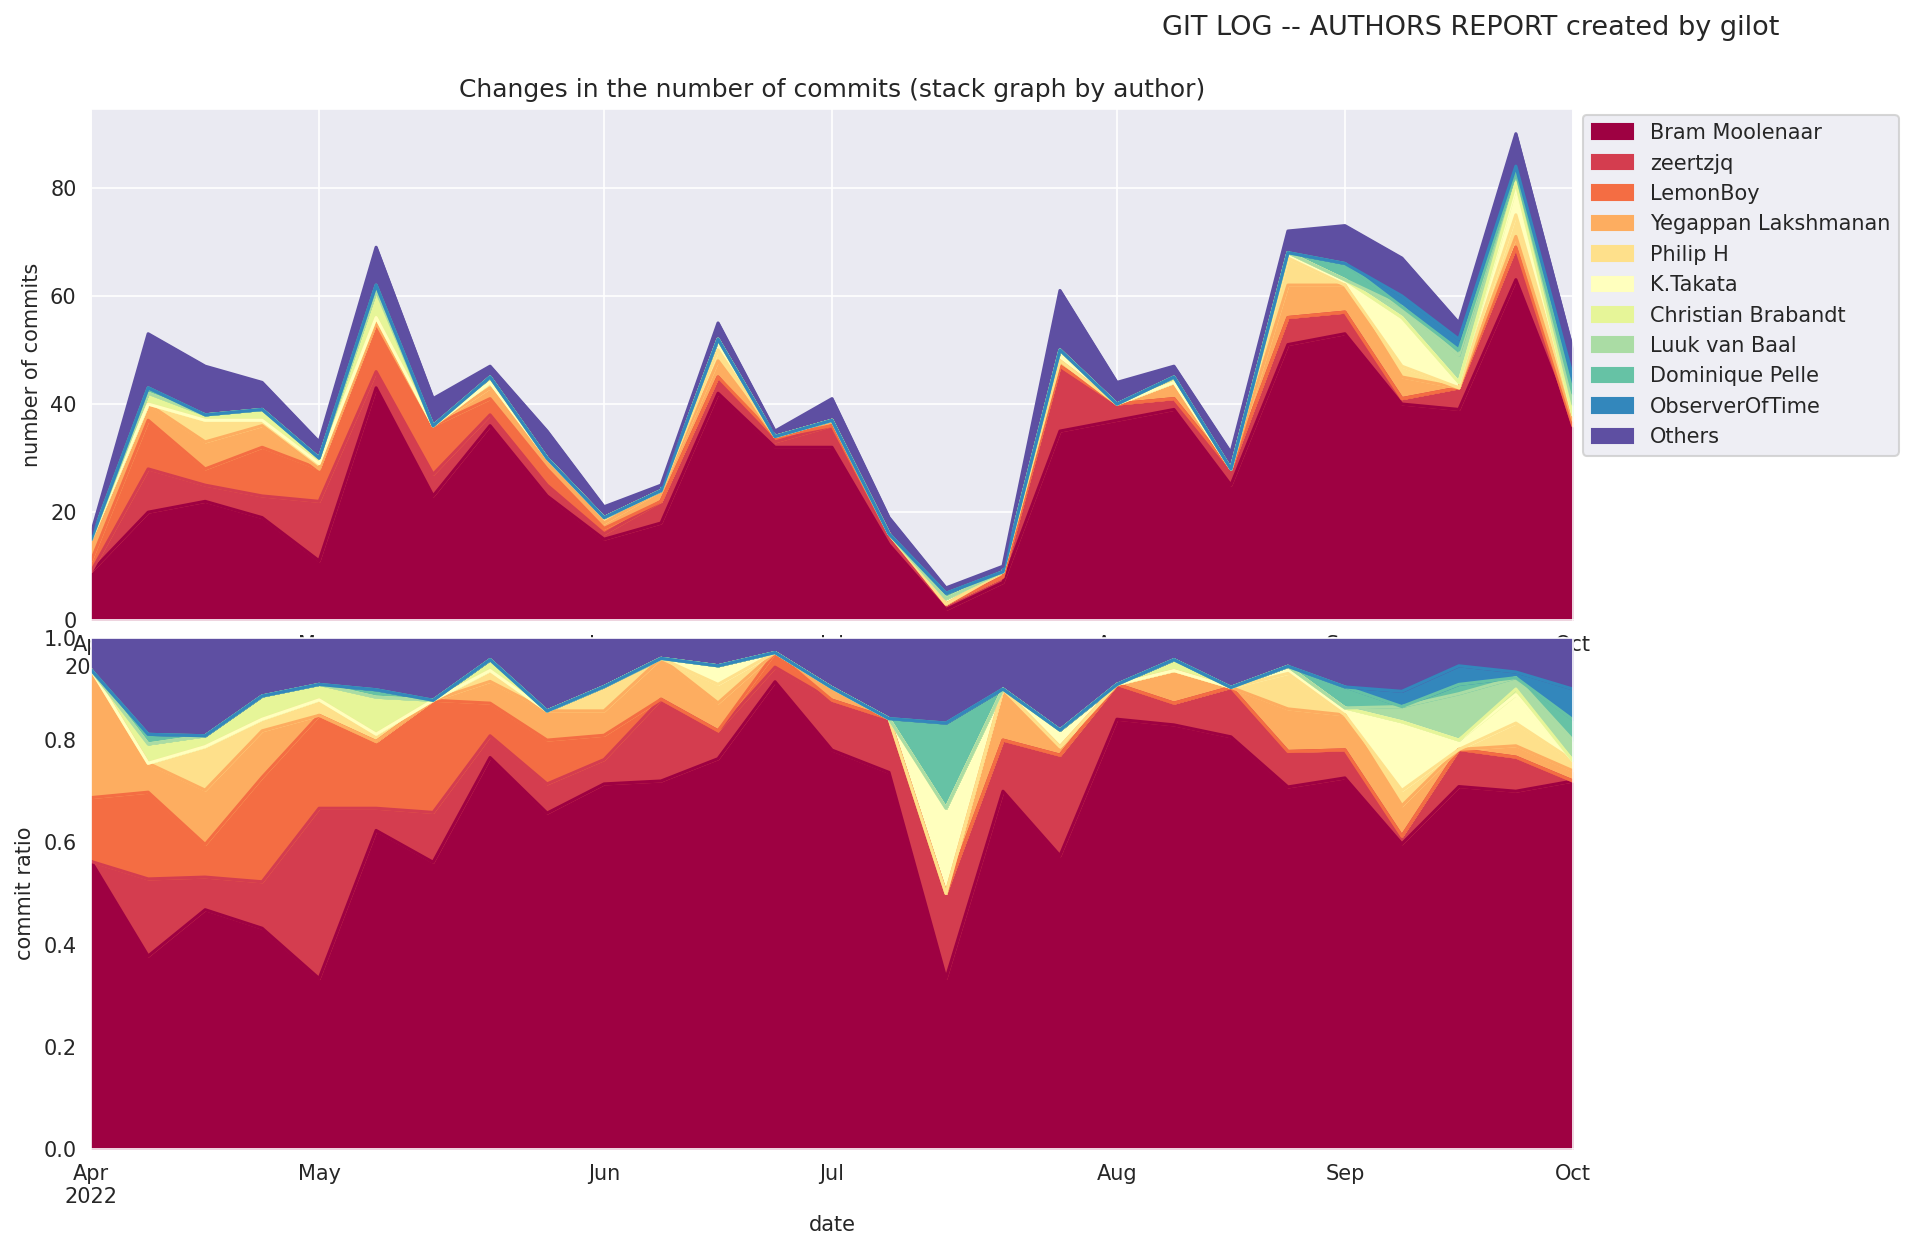 GIT LOG -- AUTHORS REPORT created by gilot
Changes in the number of commits (stack graph by author)
number of commits
80
60
40
20
0
Bram Moolenaar
zeertzjq
LemonBoy
Yegappan Lakshmanan
Philip H
K.Takata
Christian Brabandt
Luuk van Baal
Dominique Pelle
ObserverOfTime
Others
commit ratio
1.0
0.8
0.6
0.4
0.2
0.0
Apr May Jun Jul Aug Sep Oct
2022
date